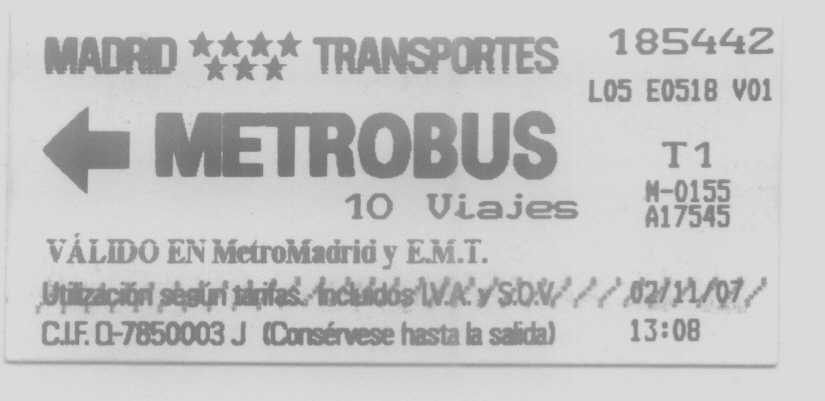 MADRID TRANSPORTES 185442
L05 E0518 V01
METROBUS T1
10 Viajes M-0155
A17545
VÁLIDO EN MetroMadrid y E.M.T.
Utilización según tarifas. Incluidos I.V.A. y S.O.V. 02/11/07
C.I.F. Q-7850003 J (Consérvese hasta la salida) 13:08